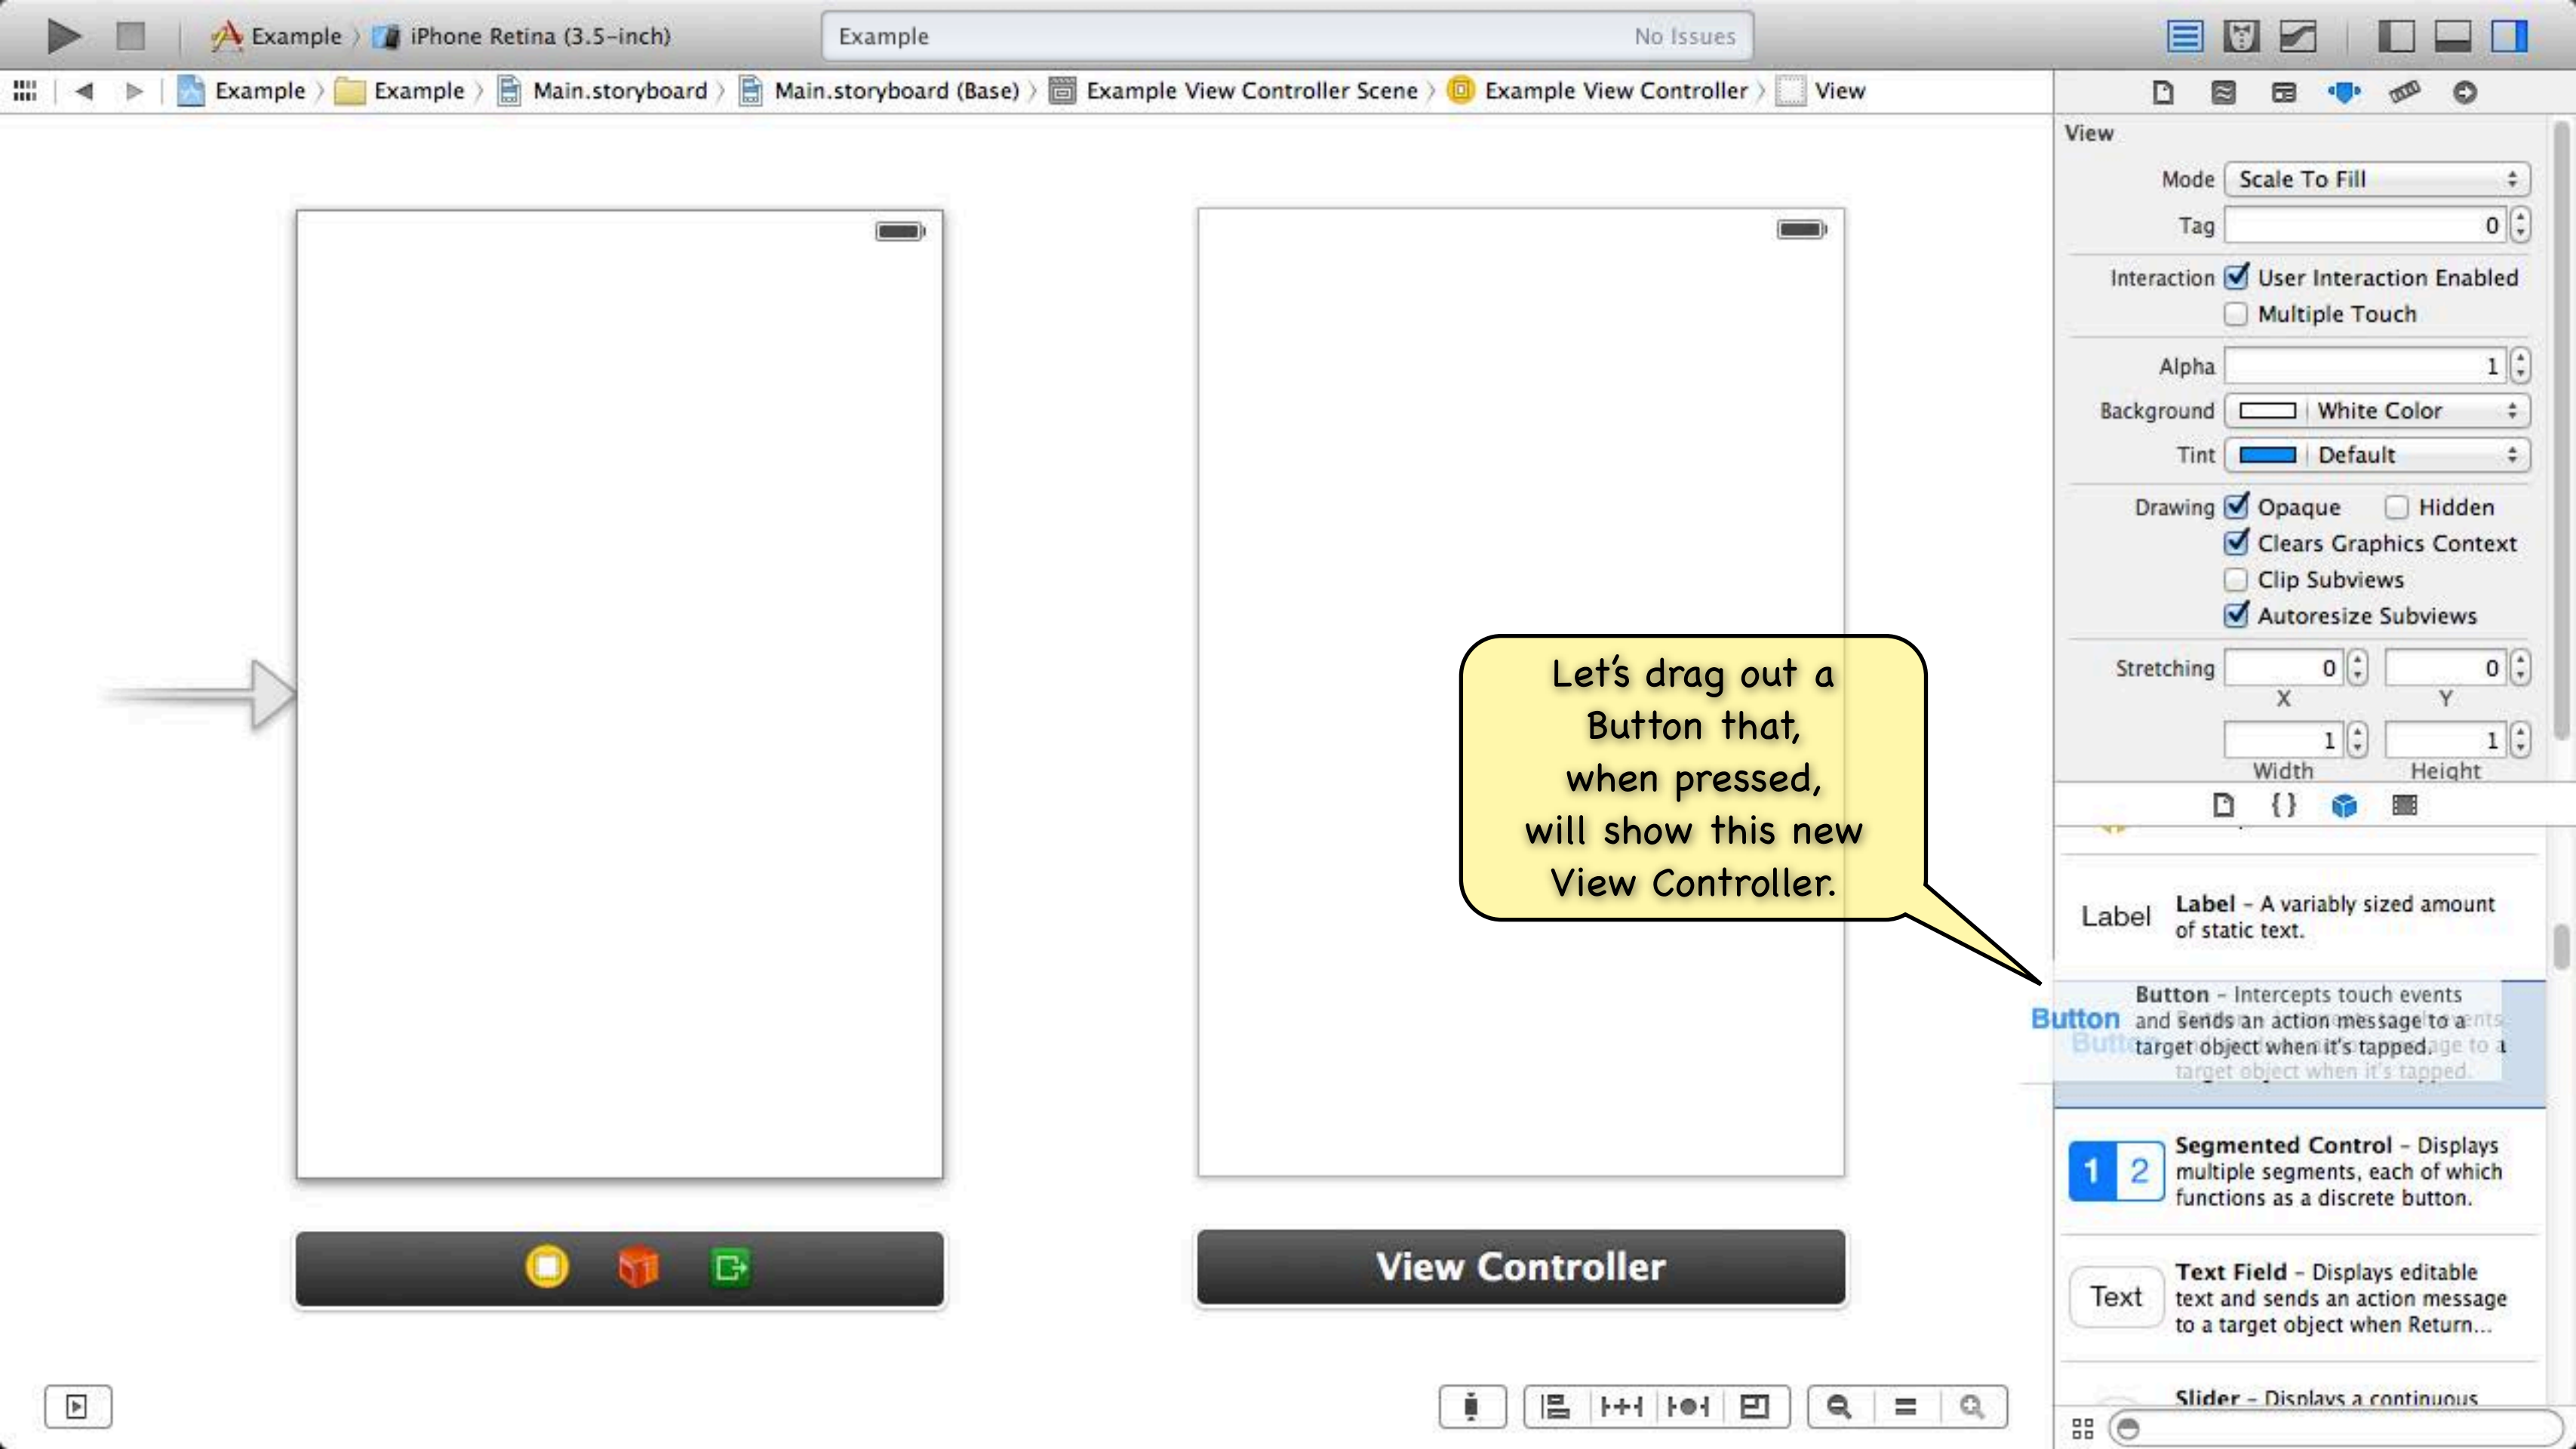 Example 〉 iPhone Retina (3.5-inch)
Example No Issues
Example 〉 Example 〉 Main.storyboard 〉 Main.storyboard (Base) 〉 Example View Controller Scene 〉 Example View Controller 〉 View
View
Mode Scale To Fill
Tag 0
Interaction User Interaction Enabled
Multiple Touch
Alpha 1
Background White Color
Tint Default
Drawing Opaque Hidden
Clears Graphics Context
Clip Subviews
Autoresize Subviews
Stretching 0 0
X Y
1 1
Width Height
Let's drag out a
Button that,
when pressed,
will show this new
View Controller.
Label
Label - A variably sized amount
of static text.
Button
Button - Intercepts touch events
and sends an action message to a
target object when it's tapped.
Button
target object when it's tapped.
1 2
Segmented Control - Displays
multiple segments, each of which
functions as a discrete button.
Text
Text Field - Displays editable
text and sends an action message
to a target object when Return...
Slider - Displays a continuous
View Controller